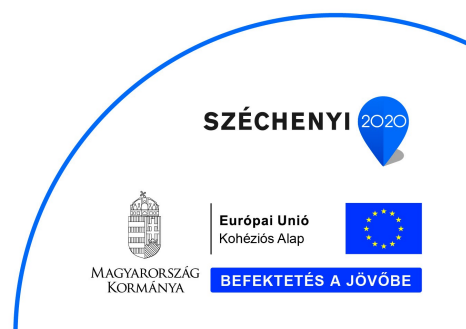 SZÉCHENYI 2020
Európai Unió
Kohéziós Alap
MAGYARORSZÁG
KORMÁNYA
BEFEKTETÉS A JÖVŐBE